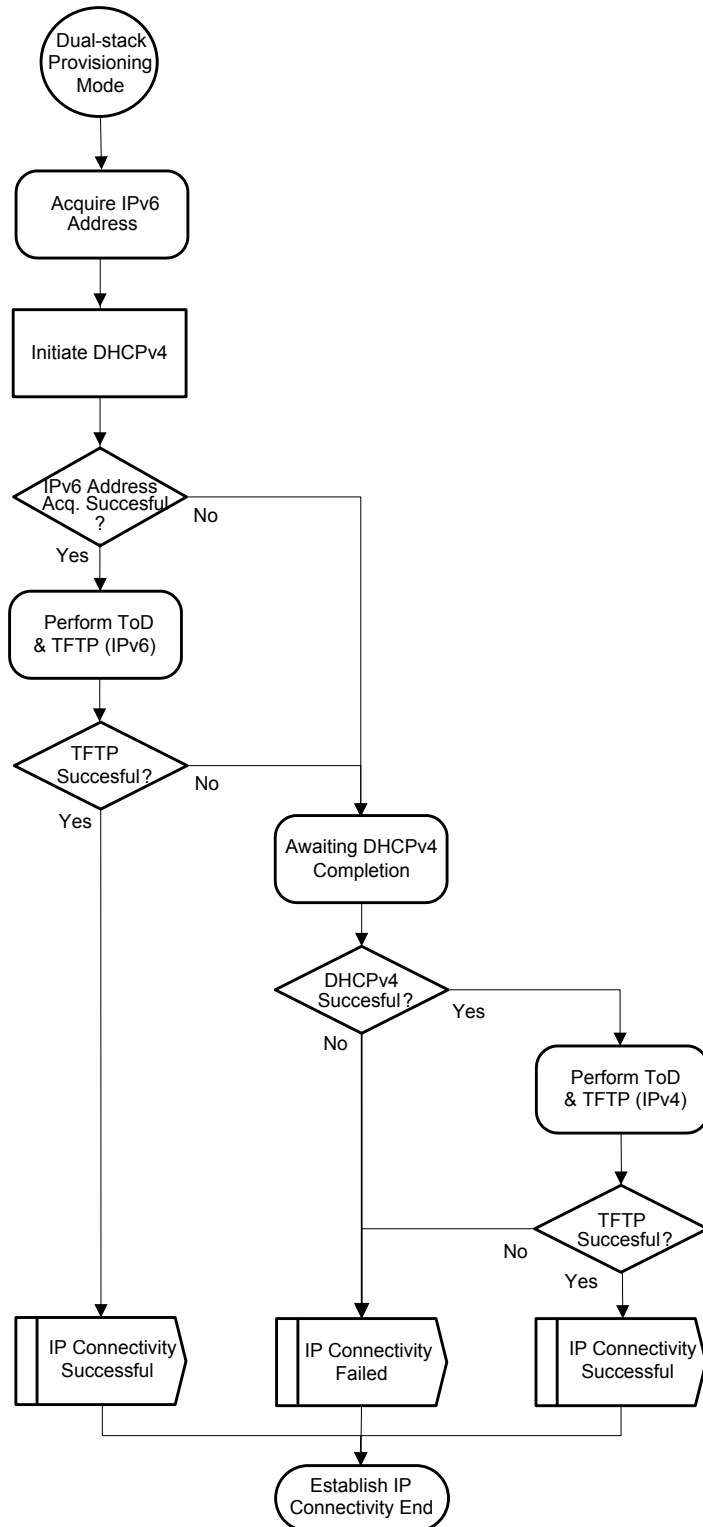 Dual-stack
Provisioning
Mode
Acquire IPv6
Address
Initiate DHCPv4
IPv6 Address
Acq. Succesful
?
No
Yes
Perform ToD
& TFTP (IPv6)
TFTP
Succesful?
No
Yes
Awaiting DHCPv4
Completion
DHCPv4
Succesful?
Yes
No
Perform ToD
& TFTP (IPv4)
TFTP
Succesful?
No
Yes
IP Connectivity
Successful
IP Connectivity
Failed
IP Connectivity
Successful
Establish IP
Connectivity End